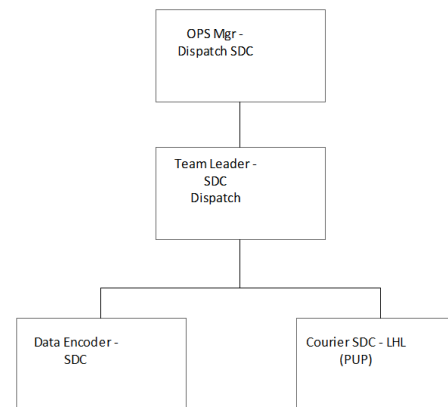 OPS Mgr -
Dispatch SDC
Team Leader -
SDC
Dispatch
Data Encoder -
SDC
Courier SDC - LHL
(PUP)